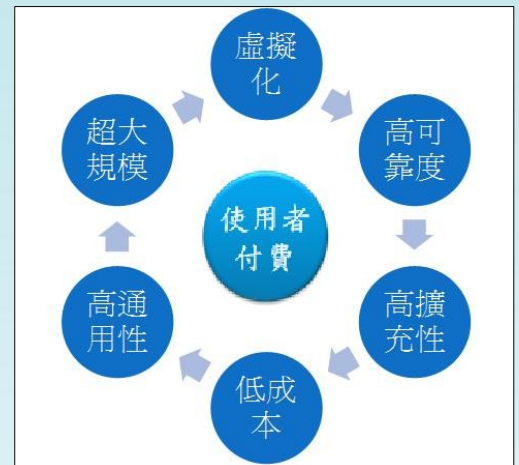 虛擬
化
高可
靠度
高擴
充性
低成
本
高通
用性
超大
規模
使用者
付費